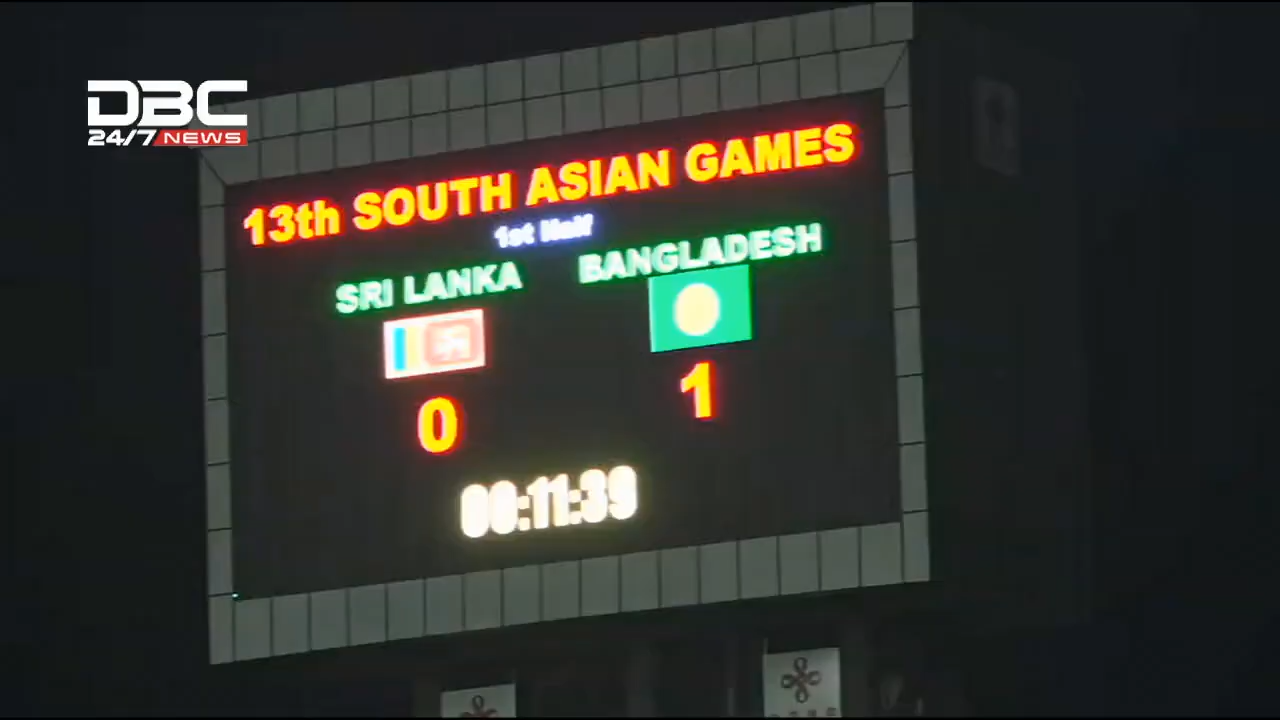 DBC
24/7 NEWS
13th SOUTH ASIAN GAMES
1st Half
SRI LANKA
BANGLADESH
0
1
00:11:39